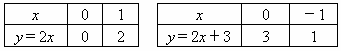 x 0 1
y=2x 0 2
x 0 -1
y=2x+3 3 1